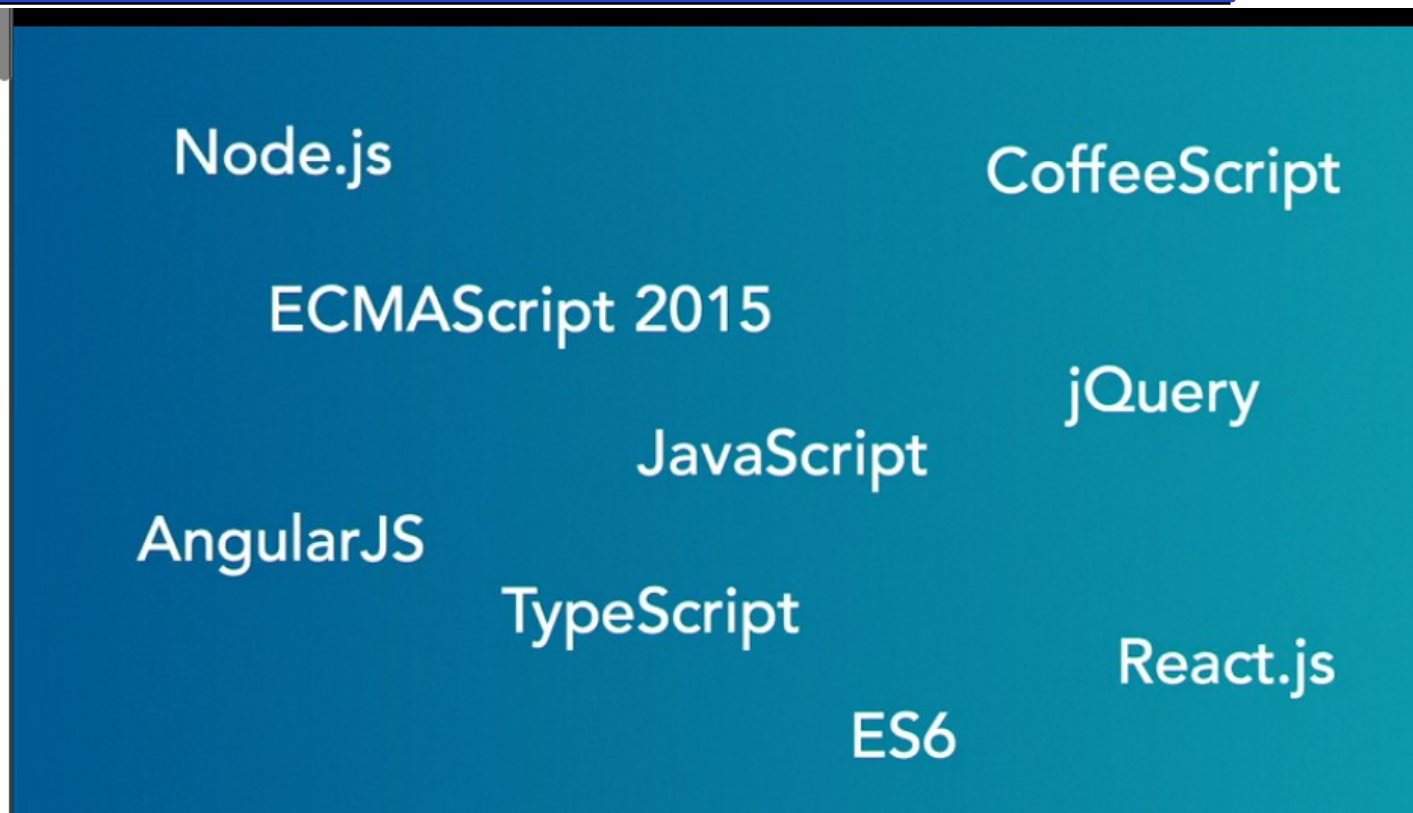 Node.js
CoffeeScript
ECMAScript 2015
jQuery
JavaScript
AngularJS
TypeScript
React.js
ES6